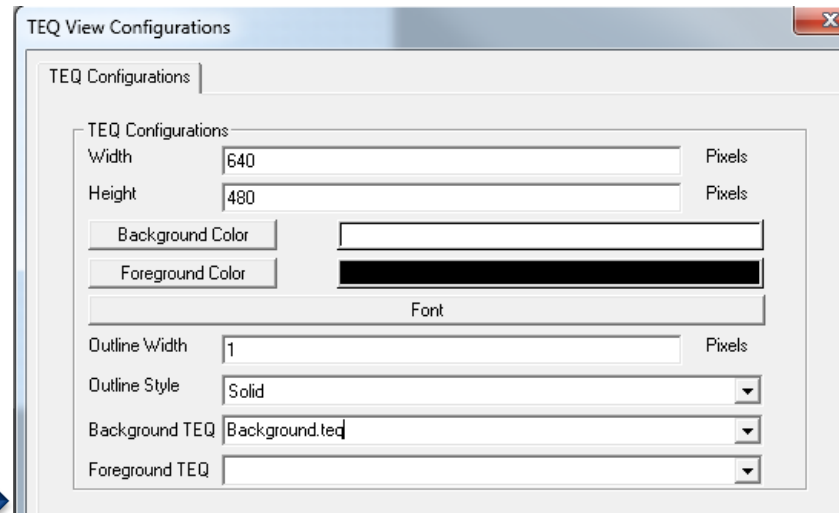 TEQ View Configurations
X
TEQ Configurations
TEQ Configurations
Width 640 Pixels
Height 480 Pixels
Background Color
Foreground Color
Font
Outline Width 1 Pixels
Outline Style Solid
Background TEQ Background.teq
Foreground TEQ